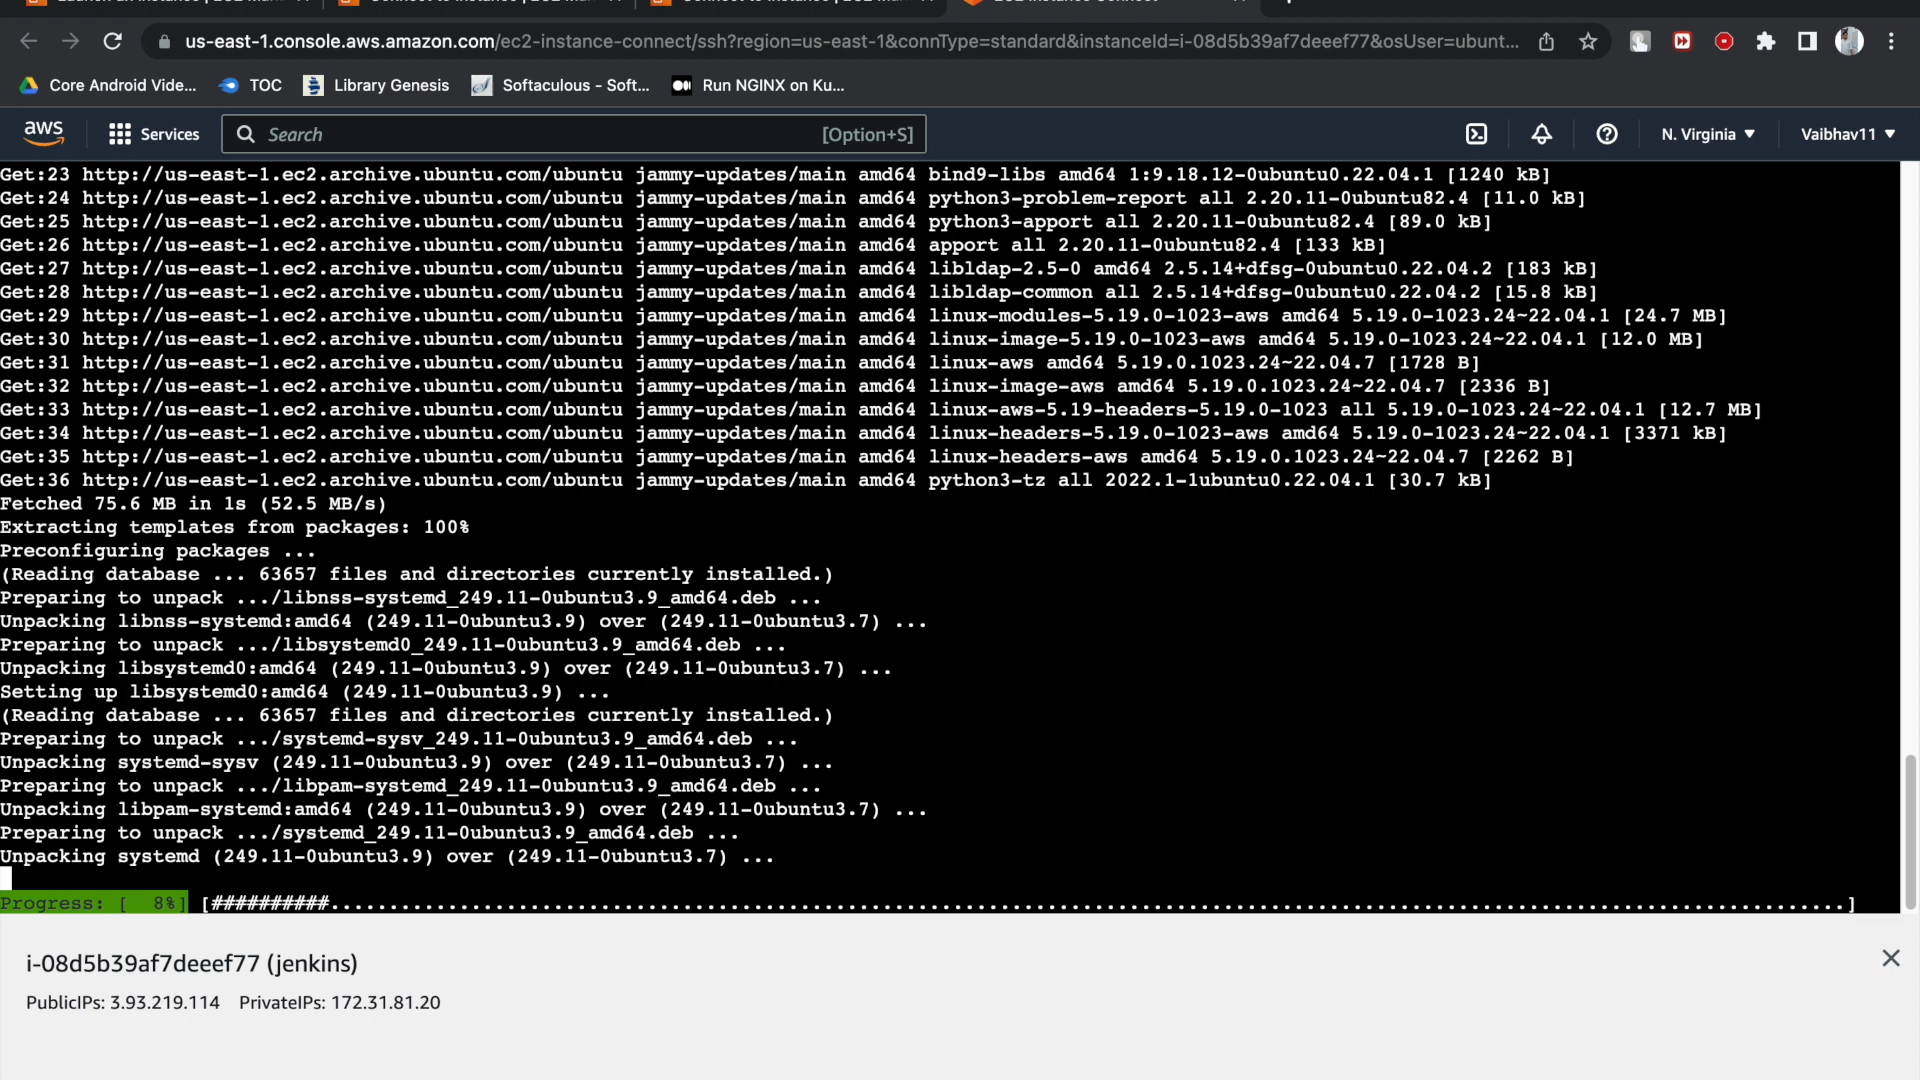 us-east-1.console.aws.amazon.com/ec2-instance-connect/ssh?region=us-east-1&connType=standard&instanceId=i-08d5b39af7deeef77&osUser=ubunt...
Core Android Vide... TOC Library Genesis Softaculous - Soft... Run NGINX on Ku...
aws Services Search [Option+S] N. Virginia ▼ Vaibhav11 ▼
Get:23 http://us-east-1.ec2.archive.ubuntu.com/ubuntu jammy-updates/main amd64 bind9-libs amd64 1:9.18.12-0ubuntu0.22.04.1 [1240 kB]
Get:24 http://us-east-1.ec2.archive.ubuntu.com/ubuntu jammy-updates/main amd64 python3-problem-report all 2.20.11-0ubuntu82.4 [11.0 kB]
Get:25 http://us-east-1.ec2.archive.ubuntu.com/ubuntu jammy-updates/main amd64 python3-apport all 2.20.11-0ubuntu82.4 [89.0 kB]
Get:26 http://us-east-1.ec2.archive.ubuntu.com/ubuntu jammy-updates/main amd64 apport all 2.20.11-0ubuntu82.4 [133 kB]
Get:27 http://us-east-1.ec2.archive.ubuntu.com/ubuntu jammy-updates/main amd64 libldap-2.5-0 amd64 2.5.14+dfsg-0ubuntu0.22.04.2 [183 kB]
Get:28 http://us-east-1.ec2.archive.ubuntu.com/ubuntu jammy-updates/main amd64 libldap-common all 2.5.14+dfsg-0ubuntu0.22.04.2 [15.8 kB]
Get:29 http://us-east-1.ec2.archive.ubuntu.com/ubuntu jammy-updates/main amd64 linux-modules-5.19.0-1023-aws amd64 5.19.0-1023.24~22.04.1 [24.7 MB]
Get:30 http://us-east-1.ec2.archive.ubuntu.com/ubuntu jammy-updates/main amd64 linux-image-5.19.0-1023-aws amd64 5.19.0-1023.24~22.04.1 [12.0 MB]
Get:31 http://us-east-1.ec2.archive.ubuntu.com/ubuntu jammy-updates/main amd64 linux-aws amd64 5.19.0.1023.24~22.04.7 [1728 B]
Get:32 http://us-east-1.ec2.archive.ubuntu.com/ubuntu jammy-updates/main amd64 linux-image-aws amd64 5.19.0.1023.24~22.04.7 [2336 B]
Get:33 http://us-east-1.ec2.archive.ubuntu.com/ubuntu jammy-updates/main amd64 linux-aws-5.19-headers-5.19.0-1023 all 5.19.0-1023.24~22.04.1 [12.7 MB]
Get:34 http://us-east-1.ec2.archive.ubuntu.com/ubuntu jammy-updates/main amd64 linux-headers-5.19.0-1023-aws amd64 5.19.0-1023.24~22.04.1 [3371 kB]
Get:35 http://us-east-1.ec2.archive.ubuntu.com/ubuntu jammy-updates/main amd64 linux-headers-aws amd64 5.19.0.1023.24~22.04.7 [2262 B]
Get:36 http://us-east-1.ec2.archive.ubuntu.com/ubuntu jammy-updates/main amd64 python3-tz all 2022.1-1ubuntu0.22.04.1 [30.7 kB]
Fetched 75.6 MB in 1s (52.5 MB/s)
Extracting templates from packages: 100%
Preconfiguring packages ...
(Reading database ... 63657 files and directories currently installed.)
Preparing to unpack .../libnss-systemd_249.11-0ubuntu3.9_amd64.deb ...
Unpacking libnss-systemd:amd64 (249.11-0ubuntu3.9) over (249.11-0ubuntu3.7) ...
Preparing to unpack .../libsystemd0_249.11-0ubuntu3.9_amd64.deb ...
Unpacking libsystemd0:amd64 (249.11-0ubuntu3.9) over (249.11-0ubuntu3.7) ...
Setting up libsystemd0:amd64 (249.11-0ubuntu3.9) ...
(Reading database ... 63657 files and directories currently installed.)
Preparing to unpack .../systemd-sysv_249.11-0ubuntu3.9_amd64.deb ...
Unpacking systemd-sysv (249.11-0ubuntu3.9) over (249.11-0ubuntu3.7) ...
Preparing to unpack .../libpam-systemd_249.11-0ubuntu3.9_amd64.deb ...
Unpacking libpam-systemd:amd64 (249.11-0ubuntu3.9) over (249.11-0ubuntu3.7) ...
Preparing to unpack .../systemd_249.11-0ubuntu3.9_amd64.deb ...
Unpacking systemd (249.11-0ubuntu3.9) over (249.11-0ubuntu3.7) ...
Progress: [  8%] [##########.................................................................................................................................]
i-08d5b39af7deeef77 (jenkins)
PublicIPs: 3.93.219.114 PrivateIPs: 172.31.81.20